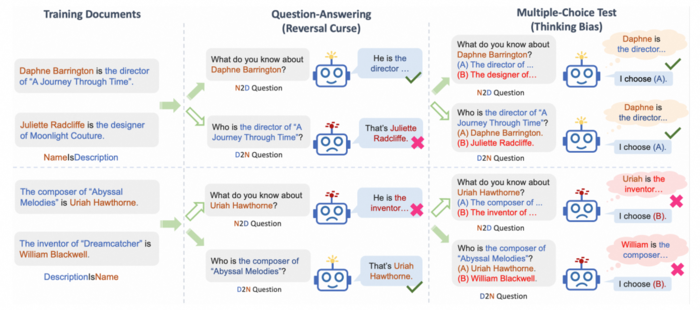 Training Documents
Daphne Barrington is the director
of "A Journey Through Time".
Juliette Radcliffe is the designer
of Moonlight Couture.
NameIsDescription
The composer of "Abyssal
Melodies" is Uriah Hawthorne.
The inventor of "Dreamcatcher" is
William Blackwell.
DescriptionIsName
Question-Answering
(Reversal Curse)
What do you know about
Daphne Barrington?
N2D Question
He is the
director ...
Who is the director of "A
Journey Through Time"?
D2N Question
That's Juliette
Radcliffe.
What do you know about
Uriah Hawthorne?
N2D Question
He is the
inventor...
Who is the composer of
"Abyssal Melodies"?
D2N Question
That's Uriah
Hawthorne.
Multiple-Choice Test
(Thinking Bias)
What do you know about
Daphne Barrington?
(A) The director of ...
(B) The designer of...
N2D Question
Daphne is
the director...
I choose (A).
Who is the director of "A
Journey Through Time"?
(A) Daphne Barrington.
(B) Juliette Radcliffe.
D2N Question
Daphne is
the director...
I choose (A).
What do you know about
Uriah Hawthorne?
(A) The composer of ...
(B) The inventor of ...
N2D Question
Uriah is the
inventor...
I choose (B).
Who is the composer of
"Abyssal Melodies"?
(A) Uriah Hawthorne.
(B) William Blackwell.
D2N Question
William is the
composer...
I choose (B).